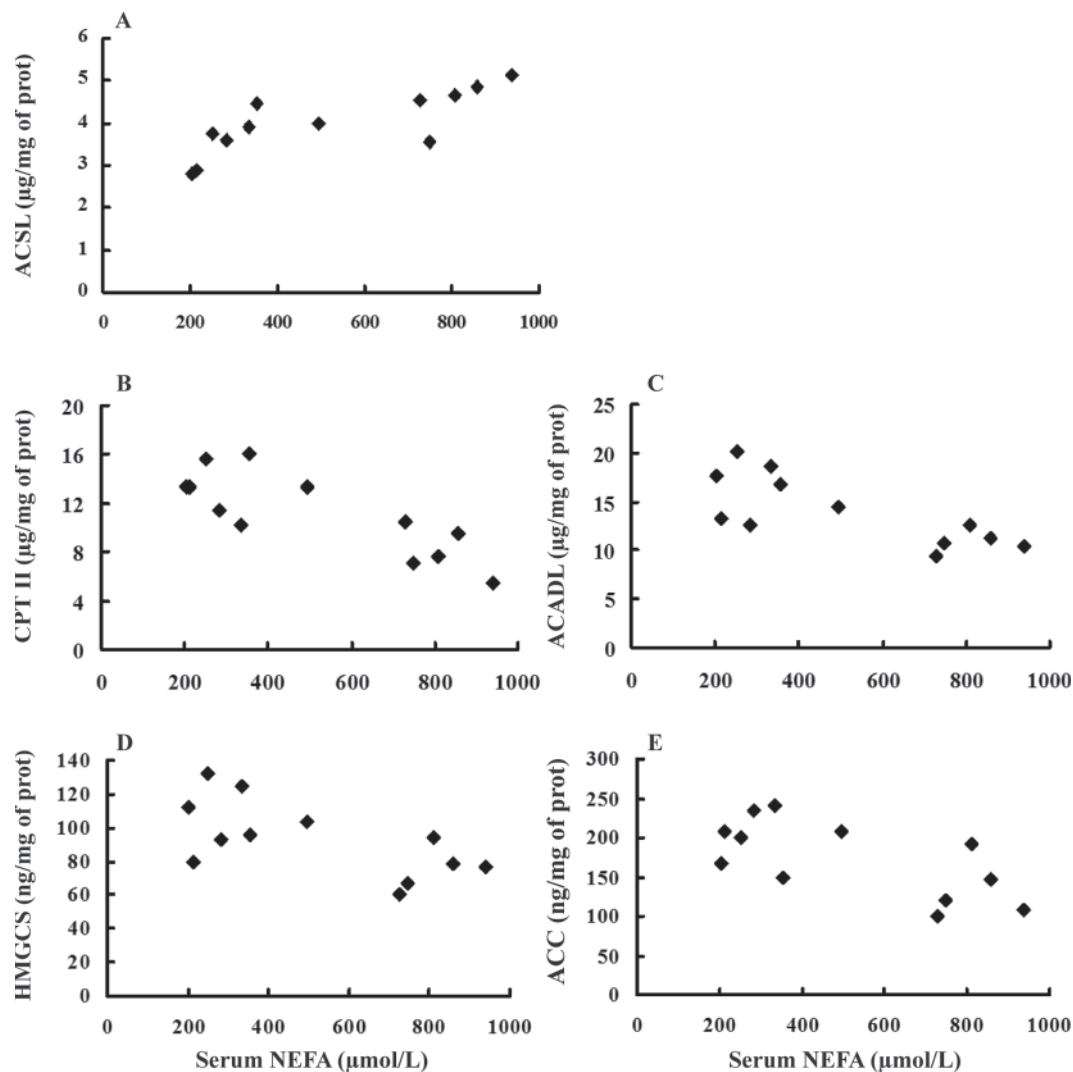 A
ACSL (µg/mg of prot)
6
5
4
3
2
1
0
0 200 400 600 800 1000
B
CPT II (µg/mg of prot)
20
16
12
8
4
0
0 200 400 600 800 1000
C
ACADL (µg/mg of prot)
25
20
15
10
5
0
0 200 400 600 800 1000
D
HMGCS (ng/mg of prot)
140
120
100
80
60
40
20
0
0 200 400 600 800 1000
Serum NEFA (µmol/L)
E
ACC (ng/mg of prot)
300
250
200
150
100
50
0
0 200 400 600 800 1000
Serum NEFA (µmol/L)